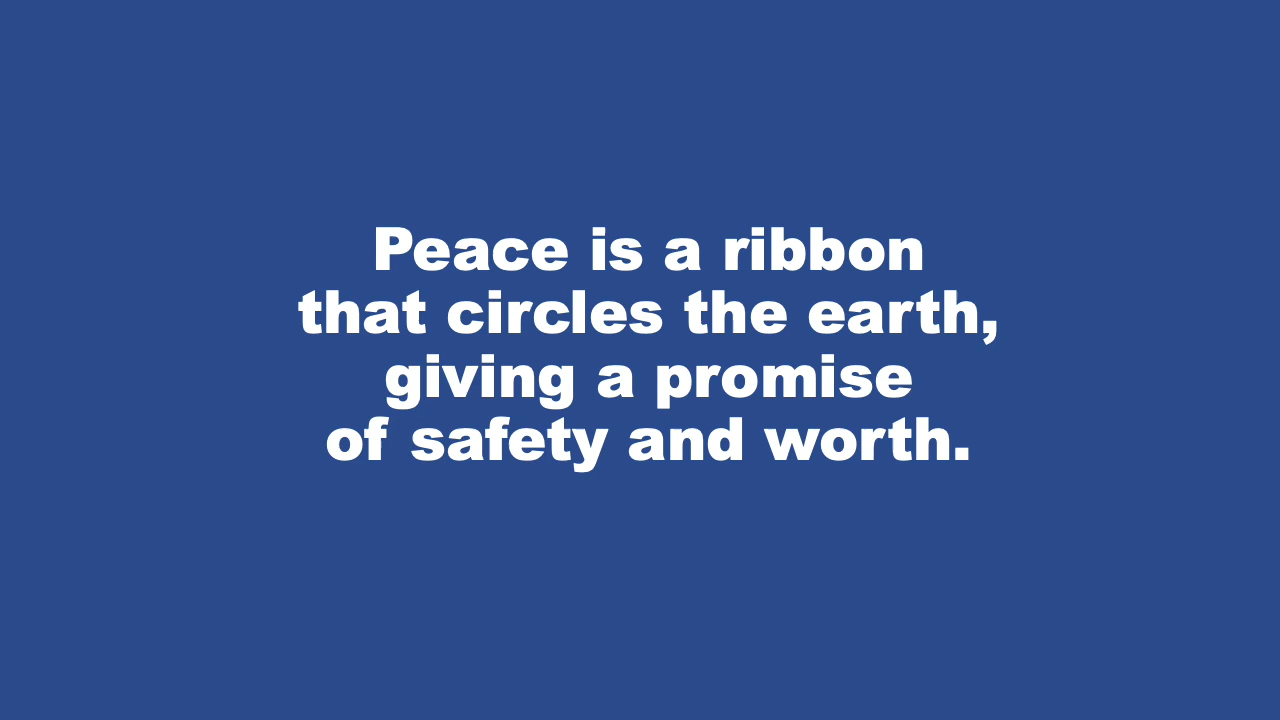 Peace is a ribbon
that circles the earth,
giving a promise
of safety and worth.